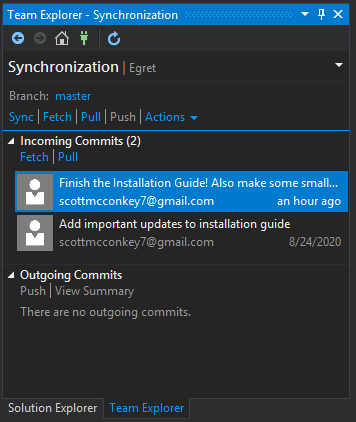 Team Explorer - Synchronization
Synchronization | Egret
Branch: master
Sync | Fetch | Pull | Push | Actions
Incoming Commits (2)
Fetch | Pull
Finish the Installation Guide! Also make some small...
scottmcconkey7@gmail.com an hour ago
Add important updates to installation guide
scottmcconkey7@gmail.com 8/24/2020
Outgoing Commits
Push | View Summary
There are no outgoing commits.
Solution Explorer Team Explorer